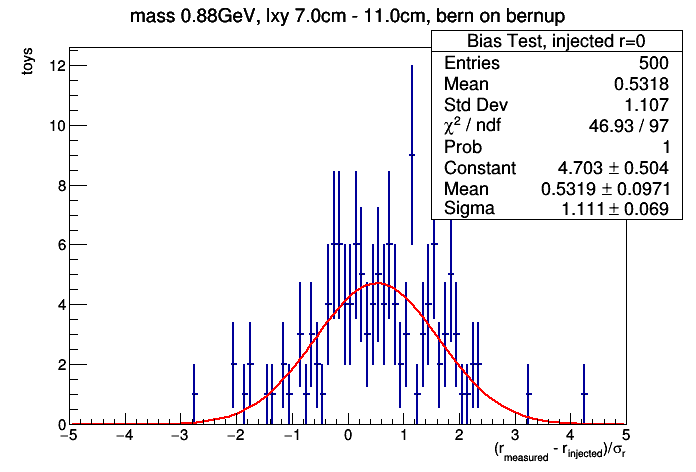 mass 0.88GeV, lxy 7.0cm - 11.0cm, bern on bernup
toys
Bias Test, injected r=0
Entries 500
Mean 0.5318
Std Dev 1.107
χ² / ndf 46.93 / 97
Prob 1
Constant 4.703 ± 0.504
Mean 0.5319 ± 0.0971
Sigma 1.111 ± 0.069
12
10
8
6
4
2
0
−5 −4 −3 −2 −1 0 1 2 3 4 5
(r_measured - r_injected)/σ_r